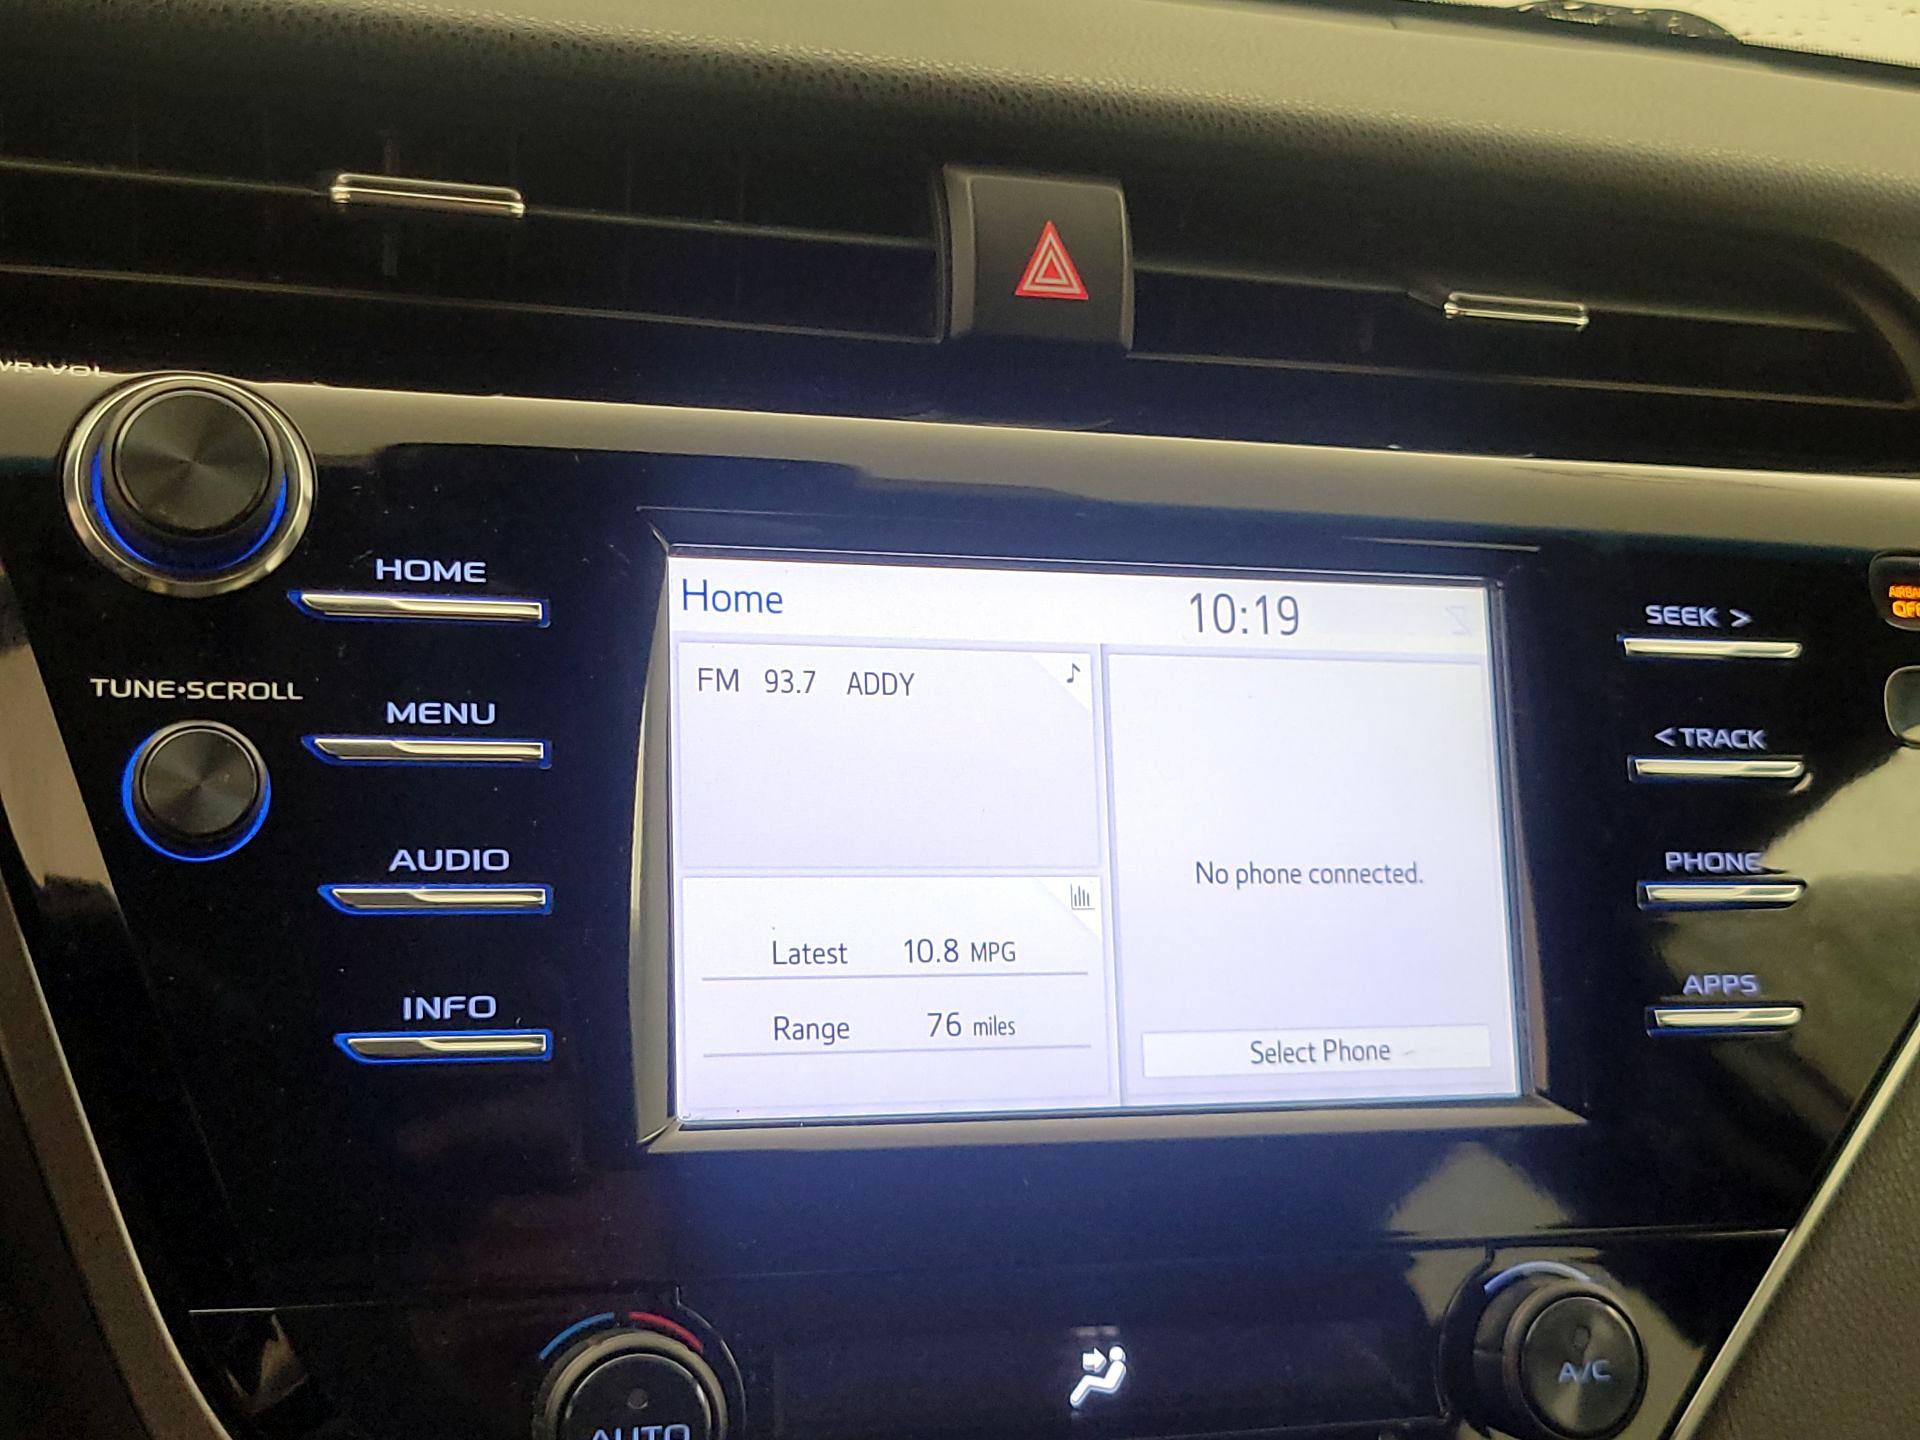 HOME
TUNE•SCROLL
MENU
AUDIO
INFO
Home 10:19
FM 93.7 ADDY
Latest 10.8 MPG
Range 76 miles
No phone connected.
Select Phone
SEEK >
< TRACK
PHONE
APPS
AUTO
A/C